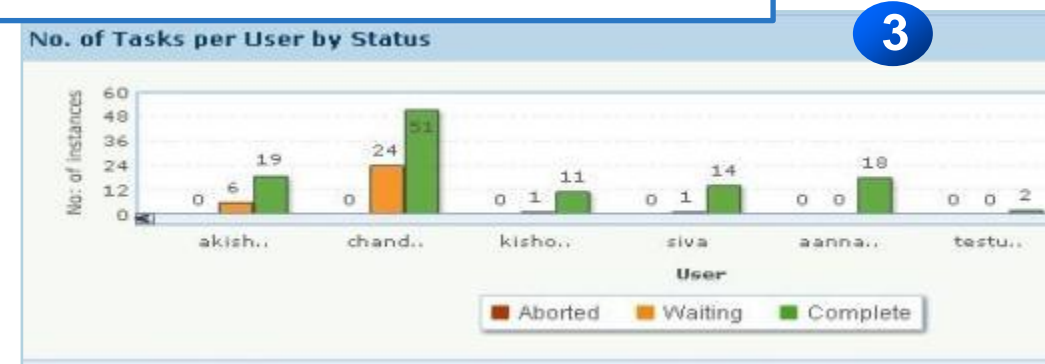 3
No. of Tasks per User by Status
No: of instances
60
48
36
24
12
0
0 6 19
0 24 51
0 1 11
0 1 14
0 0 18
0 0 2
akish.. chand.. kisho.. siva aanna.. testu..
User
Aborted Waiting Complete